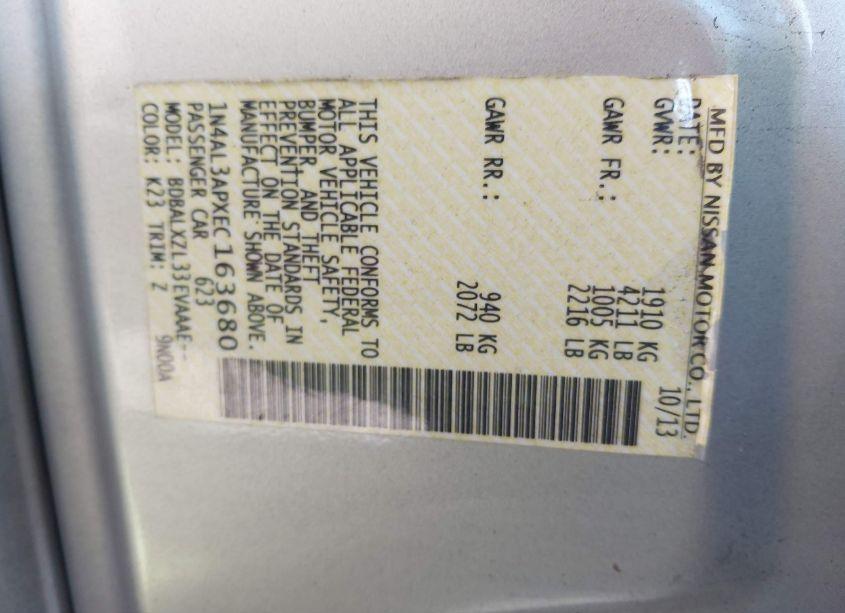 MFD BY NISSAN MOTOR CO., LTD.
DATE: 10/13
GVWR: 1910 KG
4211 LB
GAWR FR.: 1005 KG
2216 LB
GAWR RR.: 940 KG
2072 LB
THIS VEHICLE CONFORMS TO
ALL APPLICABLE FEDERAL
MOTOR VEHICLE SAFETY,
BUMPER, AND THEFT
PREVENTION STANDARDS IN
EFFECT ON THE DATE OF
MANUFACTURE SHOWN ABOVE.
1N4AL3APXEC163680
PASSENGER CAR 623
MODEL: BDBALXZL33EVAAAE--
COLOR: K23 TRIM: Z 9N00A